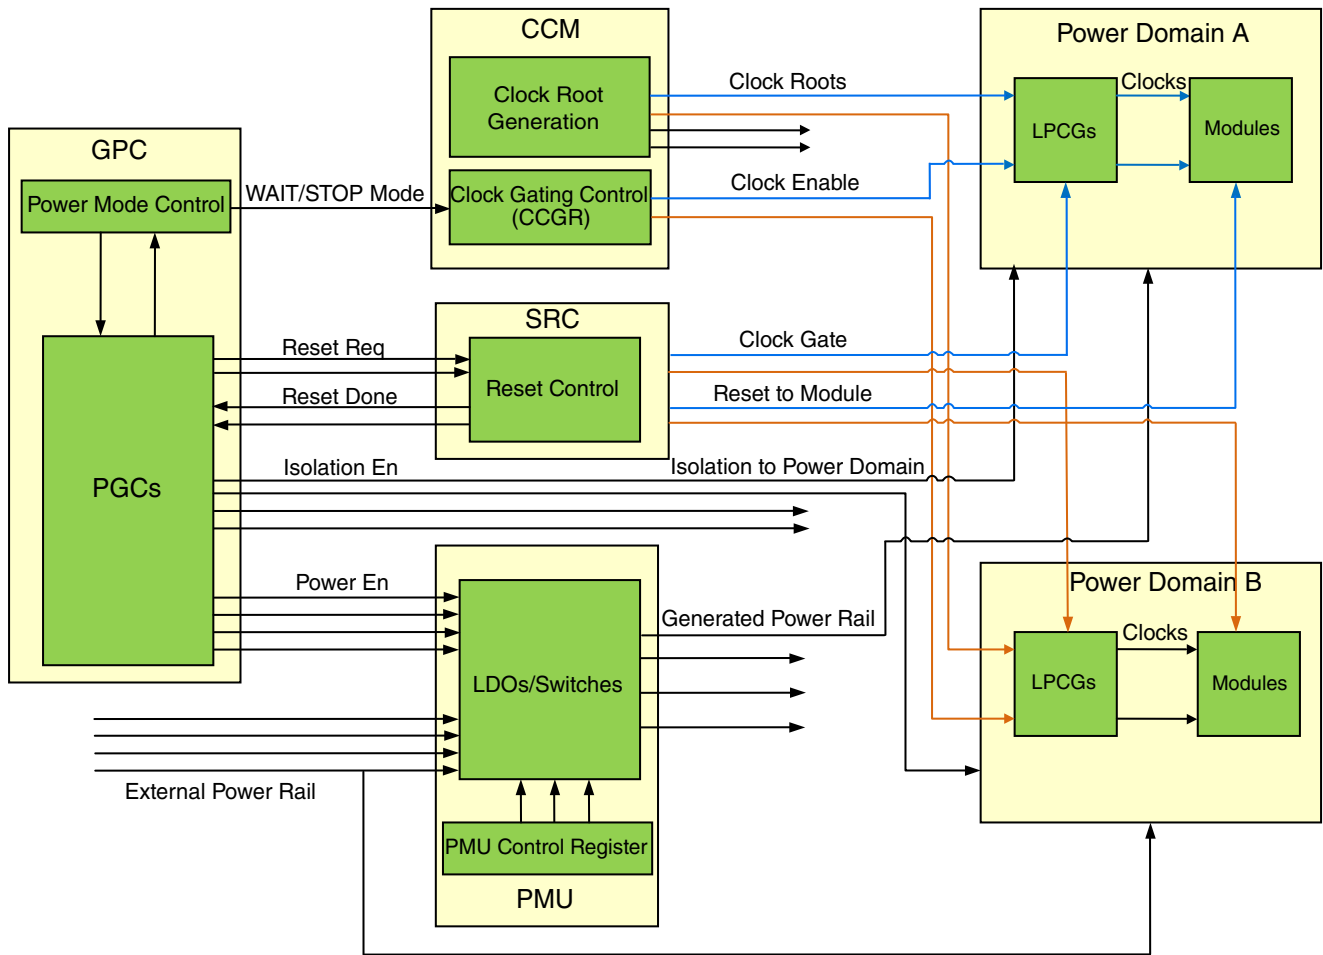 CCM
Clock Root
Generation
Clock Roots
Power Domain A
LPCGs
Clocks
Modules
GPC
Power Mode Control
WAIT/STOP Mode
Clock Gating Control
(CCGR)
Clock Enable
SRC
Reset Control
Reset Req
Reset Done
Clock Gate
Reset to Module
PGCs
Isolation En
Isolation to Power Domain
Power En
LDOs/Switches
Generated Power Rail
Power Domain B
LPCGs
Clocks
Modules
External Power Rail
PMU Control Register
PMU